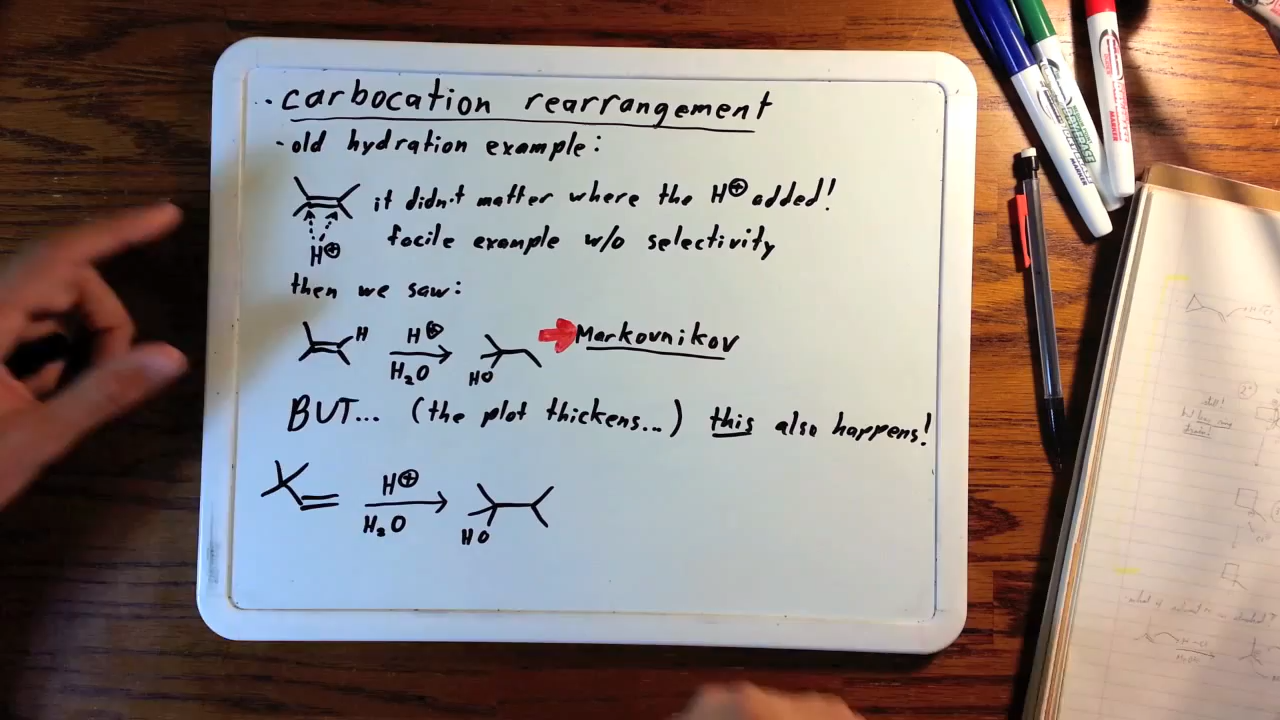 · carbocation rearrangement
- old hydration example:
it didn't matter where the H⊕ added!
H⊕
facile example w/o selectivity
then we saw:
H
H⊕
H₂O
HO
Markovnikov
BUT... (the plot thickens...) this also happens!
H⊕
H₂O
HO